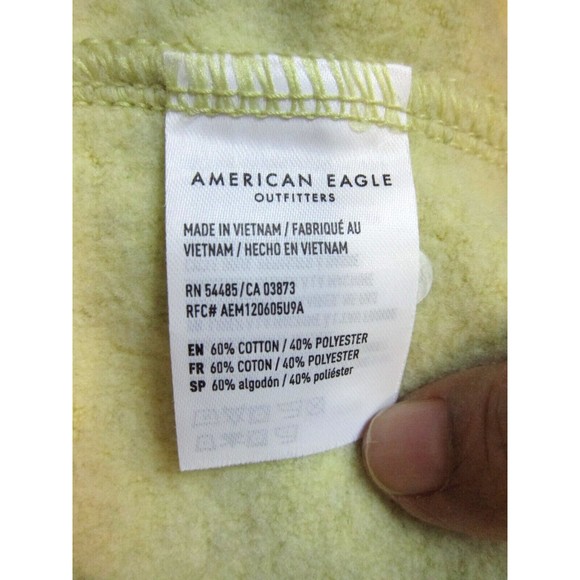 AMERICAN EAGLE
OUTFITTERS
MADE IN VIETNAM / FABRIQUÉ AU
VIETNAM / HECHO EN VIETNAM
RN 54485 / CA 03873
RFC# AEM120605U9A
EN 60% COTTON / 40% POLYESTER
FR 60% COTON / 40% POLYESTER
SP 60% algodón / 40% poliéster